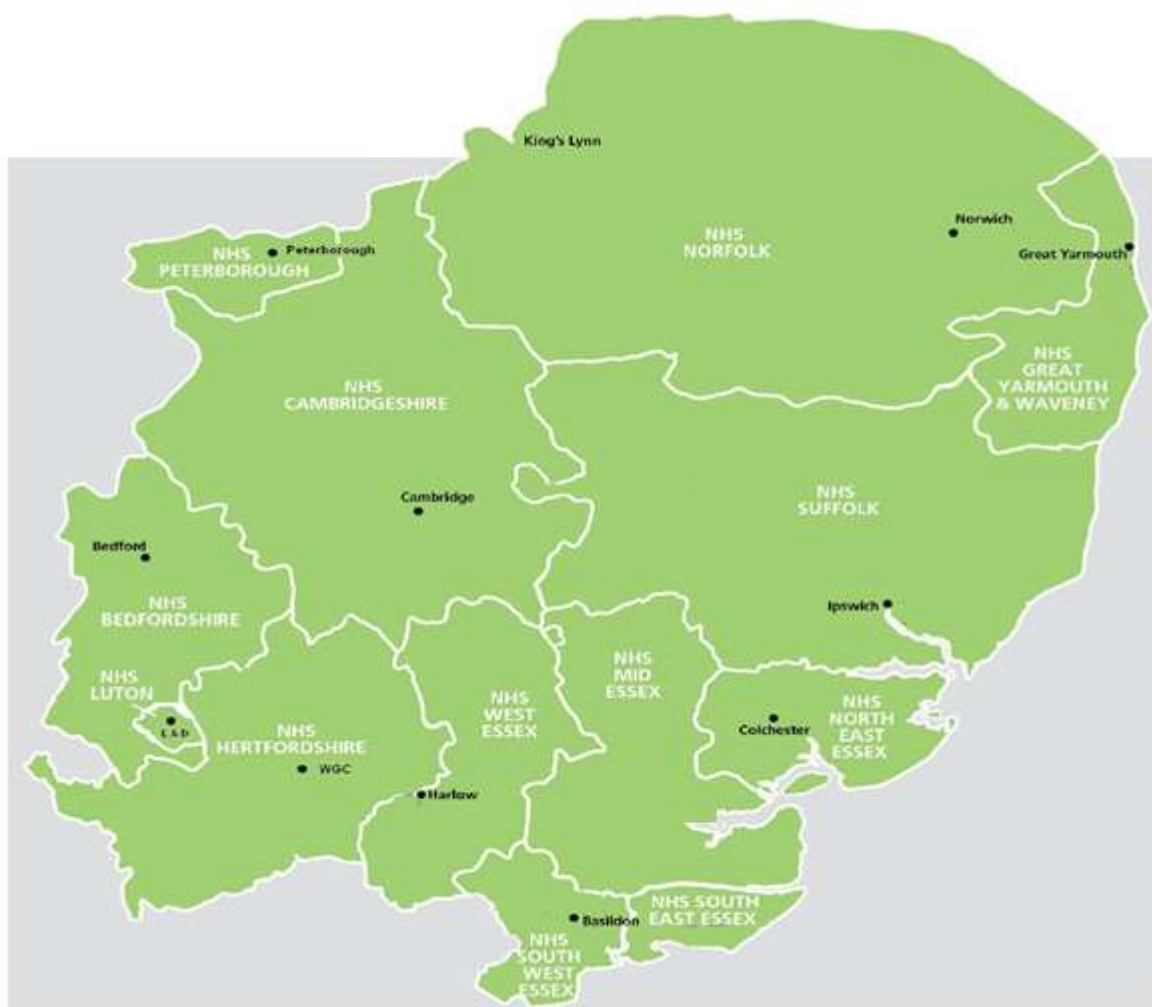 King's Lynn
Norwich
NHS
NORFOLK
Great Yarmouth
NHS
PETERBOROUGH
Peterborough
NHS
GREAT
YARMOUTH
& WAVENEY
NHS
CAMBRIDGESHIRE
Cambridge
NHS
SUFFOLK
Bedford
NHS
BEDFORDSHIRE
Ipswich
NHS
LUTON
L & D
NHS
HERTFORDSHIRE
WGC
NHS
WEST
ESSEX
Harlow
NHS
MID
ESSEX
Colchester
NHS
NORTH
EAST
ESSEX
NHS SOUTH
EAST ESSEX
Basildon
NHS
SOUTH
WEST
ESSEX